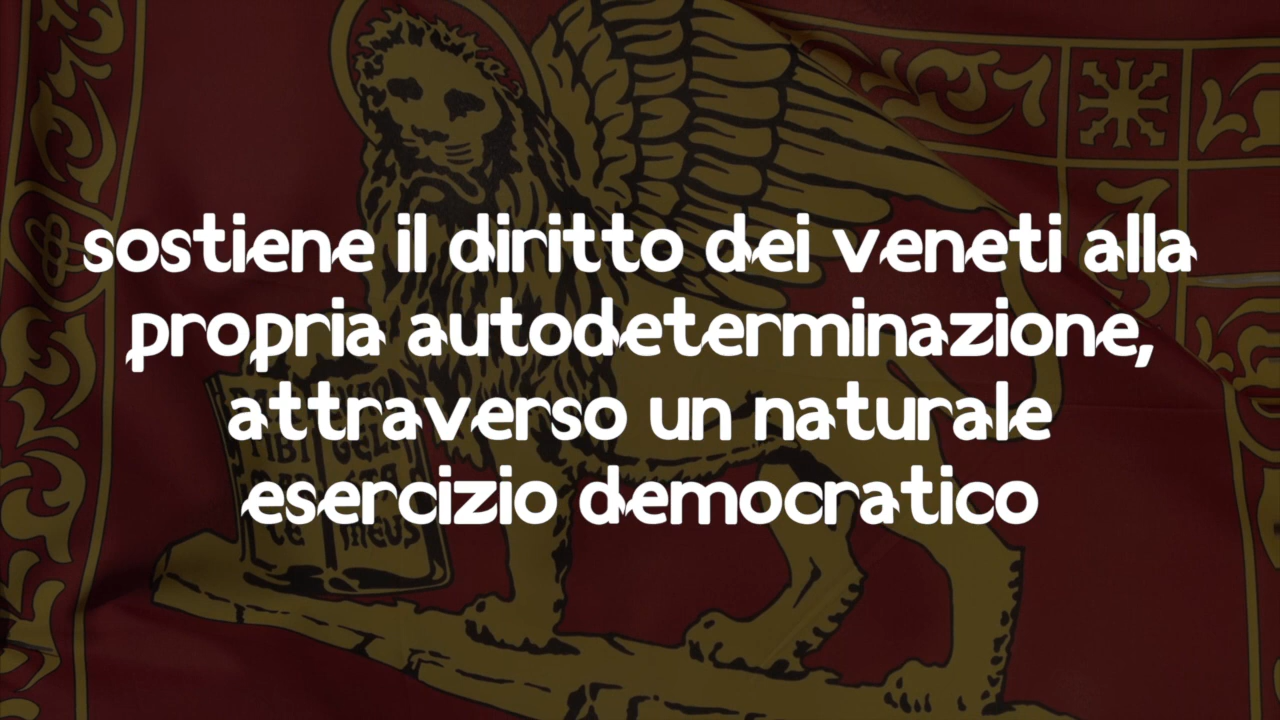 sostiene il diritto dei veneti alla
propria autodeterminazione,
attraverso un naturale
esercizio democratico